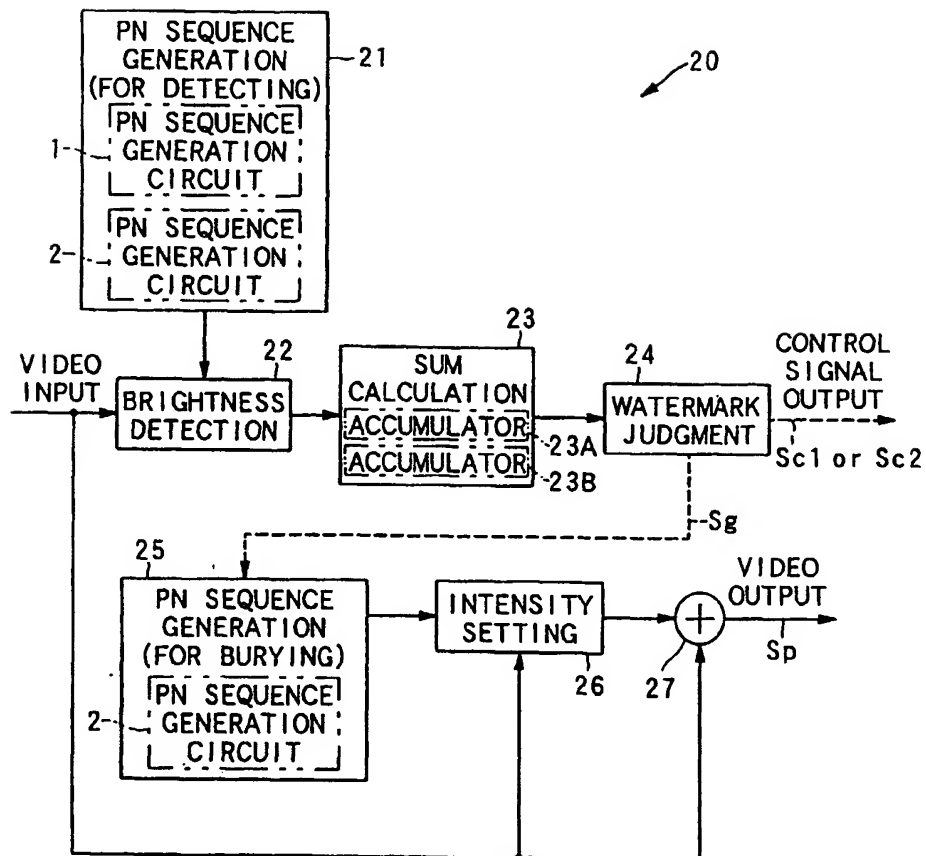 20
PN SEQUENCE
GENERATION
(FOR DETECTING)
21
PN SEQUENCE
GENERATION
CIRCUIT
1
PN SEQUENCE
GENERATION
CIRCUIT
2
VIDEO
INPUT
22
BRIGHTNESS
DETECTION
23
SUM
CALCULATION
ACCUMULATOR
23A
ACCUMULATOR
23B
24
WATERMARK
JUDGMENT
CONTROL
SIGNAL
OUTPUT
Sc1 or Sc2
Sg
25
PN SEQUENCE
GENERATION
(FOR BURYING)
PN SEQUENCE
GENERATION
CIRCUIT
2
INTENSITY
SETTING
26
27
VIDEO
OUTPUT
Sp